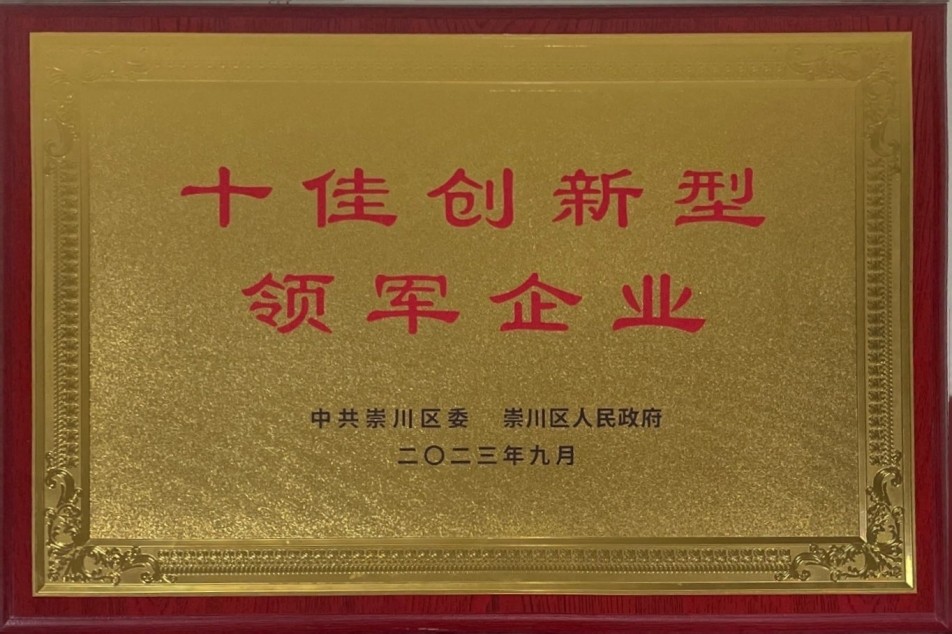 十佳创新型
领军企业
中共崇川区委 崇川区人民政府
二〇二三年九月